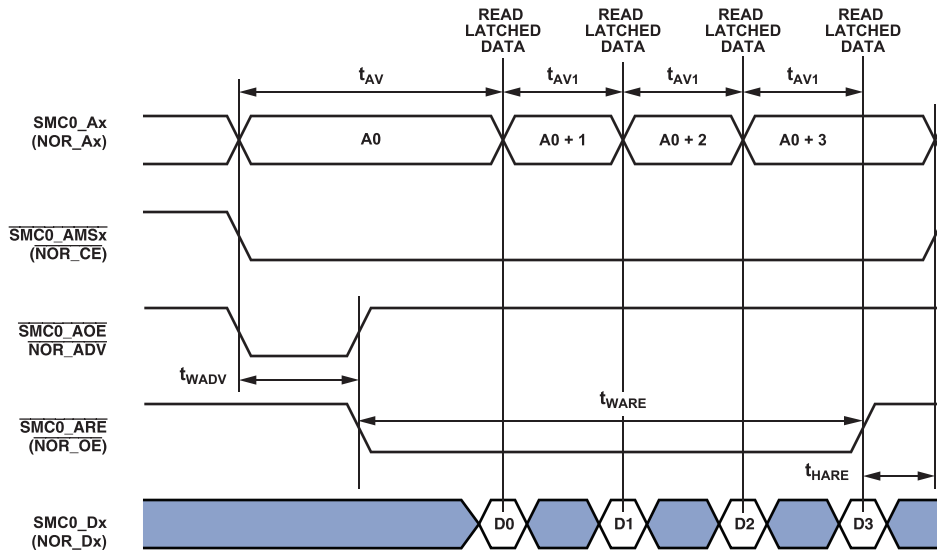 READ LATCHED DATA
READ LATCHED DATA
READ LATCHED DATA
READ LATCHED DATA
tAV
tAV1
tAV1
tAV1
SMC0_Ax
(NOR_Ax)
A0
A0 + 1
A0 + 2
A0 + 3
SMC0_AMSx
(NOR_CE)
SMC0_AOE
NOR_ADV
tWADV
SMC0_ARE
(NOR_OE)
tWARE
tHARE
SMC0_Dx
(NOR_Dx)
D0
D1
D2
D3